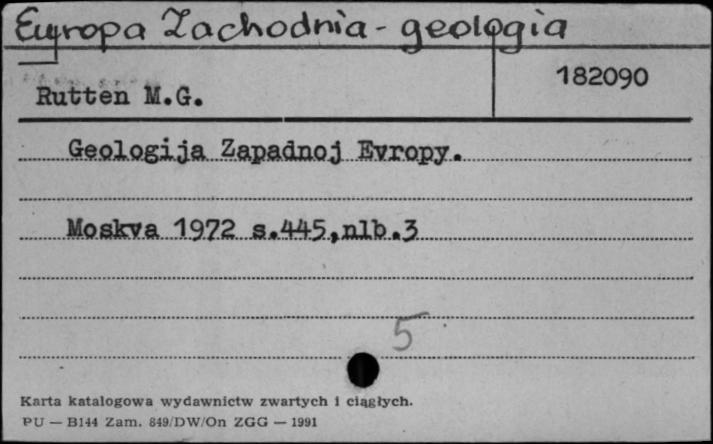 Europa Zachodnia - geologia
182090
Rutten M.G.
Geologija Zapadnoj Evropy.
Moskva 1972 s.445,nlb.3
5
Karta katalogowa wydawnictw zwartych i ciągłych.
PU — B144 Zam. 849/DW/On ZGG — 1991